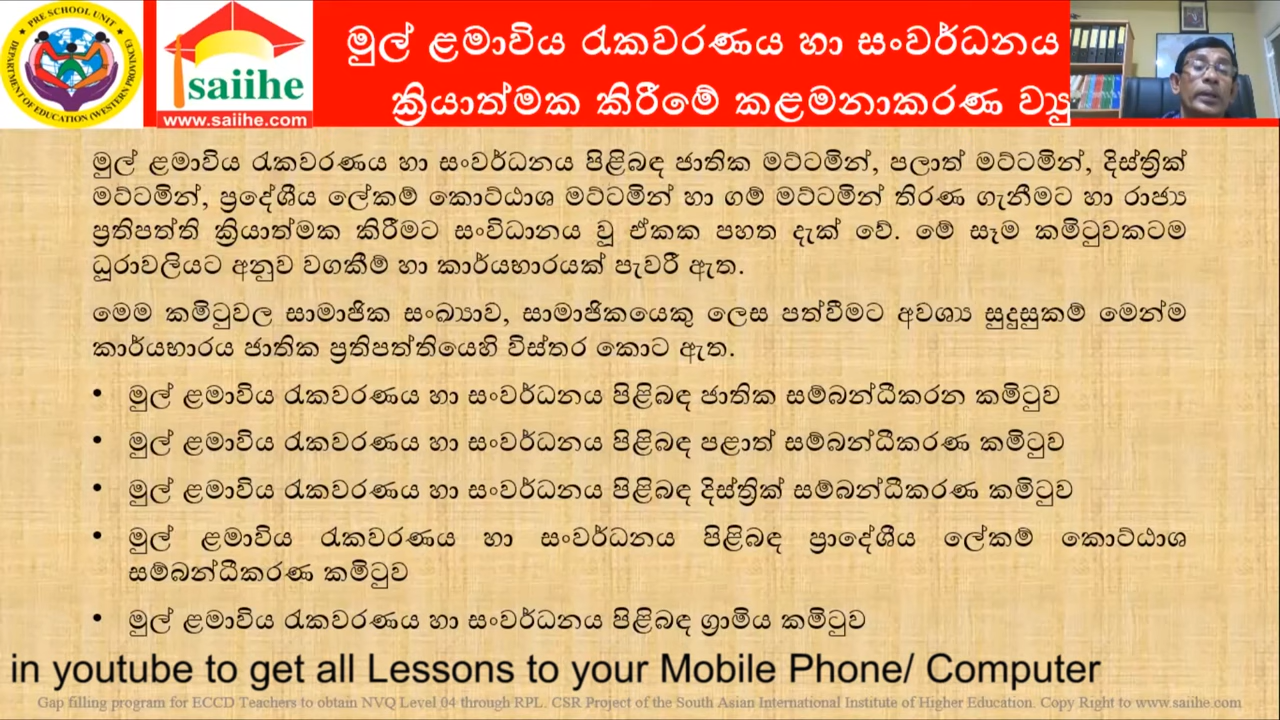 PRE SCHOOL UNIT
DEPARTMENT OF EDUCATION (WESTERN PROVINCE)
saiihe
www.saiihe.com
මුල් ළමාවිය රැකවරණය හා සංවර්ධනය
ක්‍රියාත්මක කිරීමේ කළමනාකරණ ව්‍යු
මුල් ළමාවිය රැකවරණය හා සංවර්ධනය පිළිබඳ ජාතික මට්ටමින්, පලාත් මට්ටමින්, දිස්ත්‍රික්
මට්ටමින්, ප්‍රදේශීය ලේකම් කොට්ඨාශ මට්ටමින් හා ගම් මට්ටමින් තිරණ ගැනීමට හා රාජ්‍ය
ප්‍රතිපත්ති ක්‍රියාත්මක කිරීමට සංවිධානය වූ ඒකක පහත දැක් වේ. මේ සෑම කමිටුවකටම
ධූරාවලියට අනුව වගකීම් හා කාර්යභාරයක් පැවරී ඇත.
මෙම කමිටුවල සාමාජික සංඛ්‍යාව, සාමාජිකයෙකු ලෙස පත්වීමට අවශ්‍ය සුදුසුකම් මෙන්ම
කාර්යභාරය ජාතික ප්‍රතිපත්තියෙහි විස්තර කොට ඇත.
• මුල් ළමාවිය රැකවරණය හා සංවර්ධනය පිළිබඳ ජාතික සම්බන්ධීකරන කමිටුව
• මුල් ළමාවිය රැකවරණය හා සංවර්ධනය පිළිබඳ පළාත් සම්බන්ධීකරණ කමිටුව
• මුල් ළමාවිය රැකවරණය හා සංවර්ධනය පිළිබඳ දිස්ත්‍රික් සම්බන්ධීකරණ කමිටුව
• මුල් ළමාවිය රැකවරණය හා සංවර්ධනය පිළිබඳ ප්‍රාදේශීය ලේකම් කොට්ඨාශ
සම්බන්ධීකරණ කමිටුව
• මුල් ළමාවිය රැකවරණය හා සංවර්ධනය පිළිබඳ ග්‍රාමිය කමිටුව
in youtube to get all Lessons to your Mobile Phone/ Computer
Gap filling program for ECCD Teachers to obtain NVQ Level 04 through RPL. CSR Project of the South Asian International Institute of Higher Education. Copy Right to www.saiihe.com